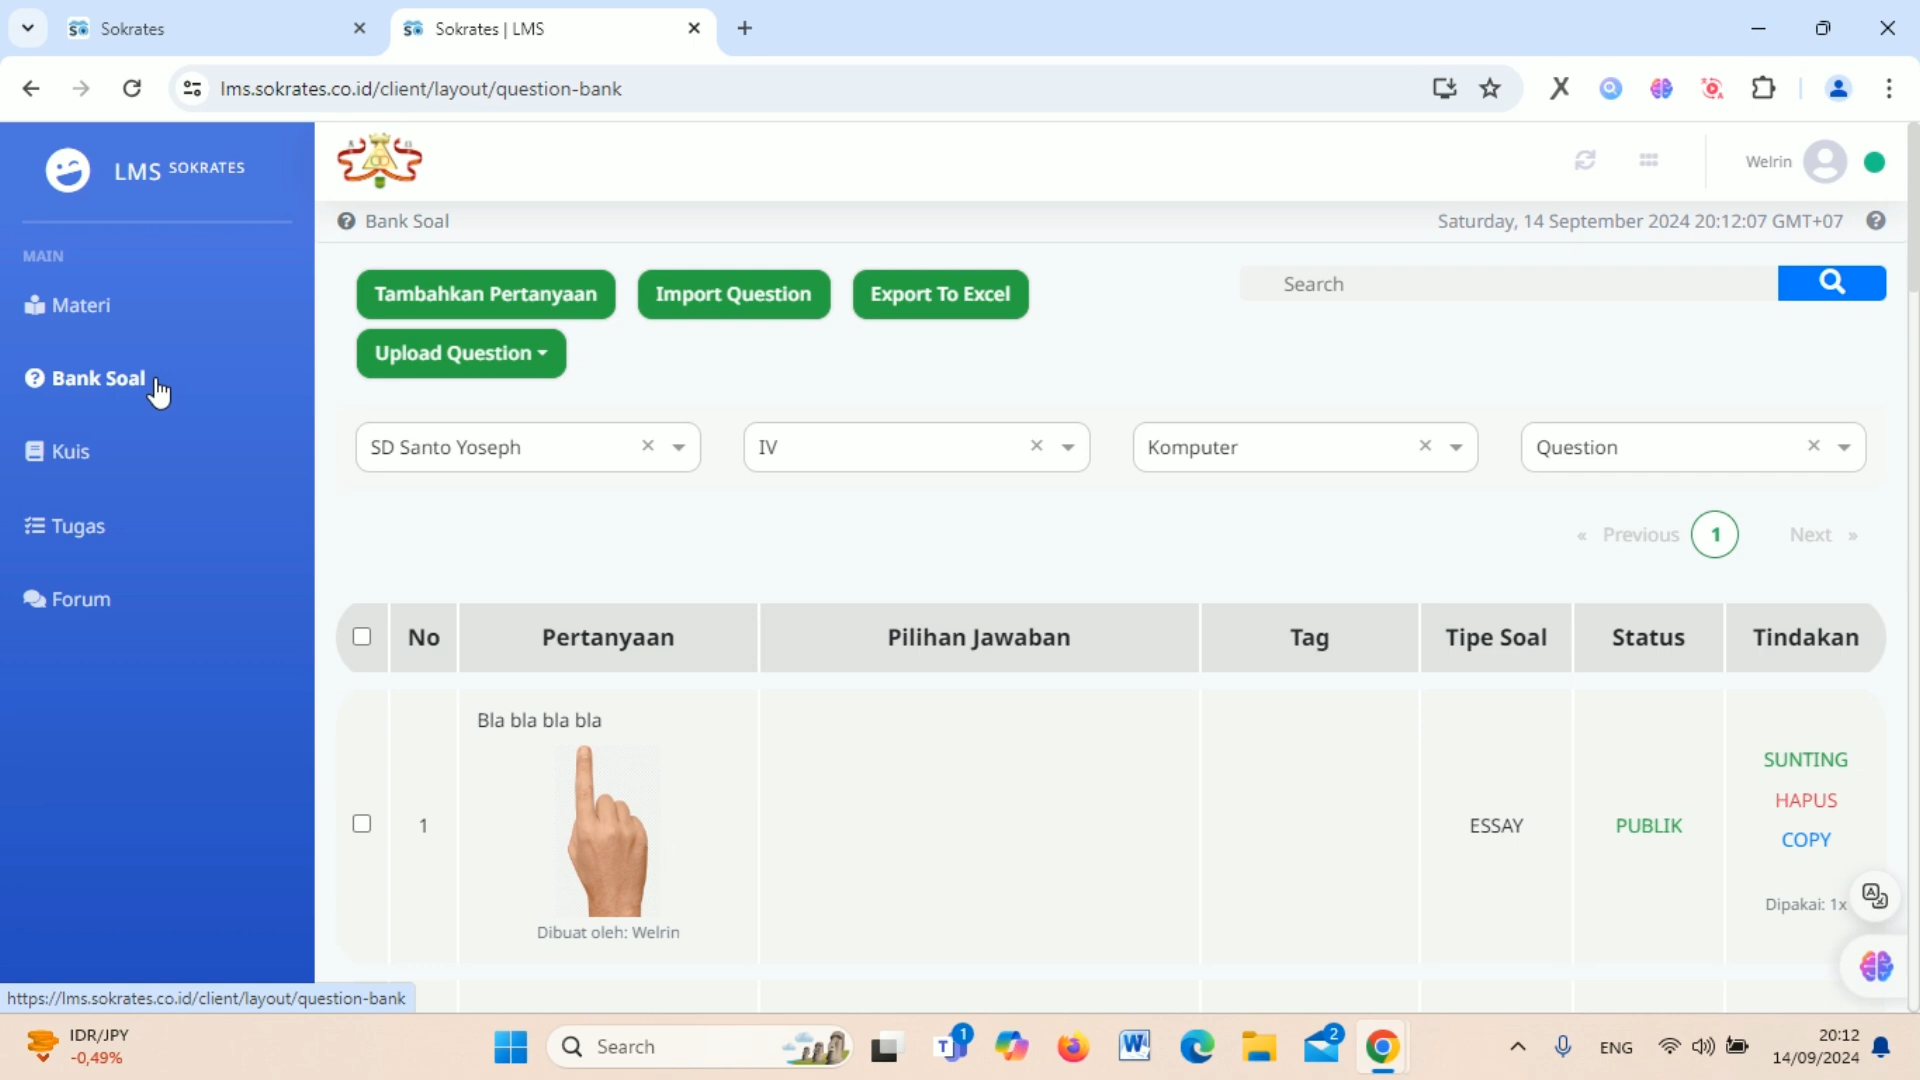 Sokrates
Sokrates | LMS
lms.sokrates.co.id/client/layout/question-bank
LMS SOKRATES
Welrin
Bank Soal
Saturday, 14 September 2024 20:12:07 GMT+07
MAIN
Materi
Bank Soal
Kuis
Tugas
Forum
Tambahkan Pertanyaan
Import Question
Export To Excel
Search
Upload Question
SD Santo Yoseph
IV
Komputer
Question
« Previous 1 Next »
No Pertanyaan Pilihan Jawaban Tag Tipe Soal Status Tindakan
Bla bla bla bla
1
ESSAY
PUBLIK
SUNTING
HAPUS
COPY
Dipakai: 1x
Dibuat oleh: Welrin
https://lms.sokrates.co.id/client/layout/question-bank
IDR/JPY
-0,49%
Search
1
2
ENG
20:12
14/09/2024